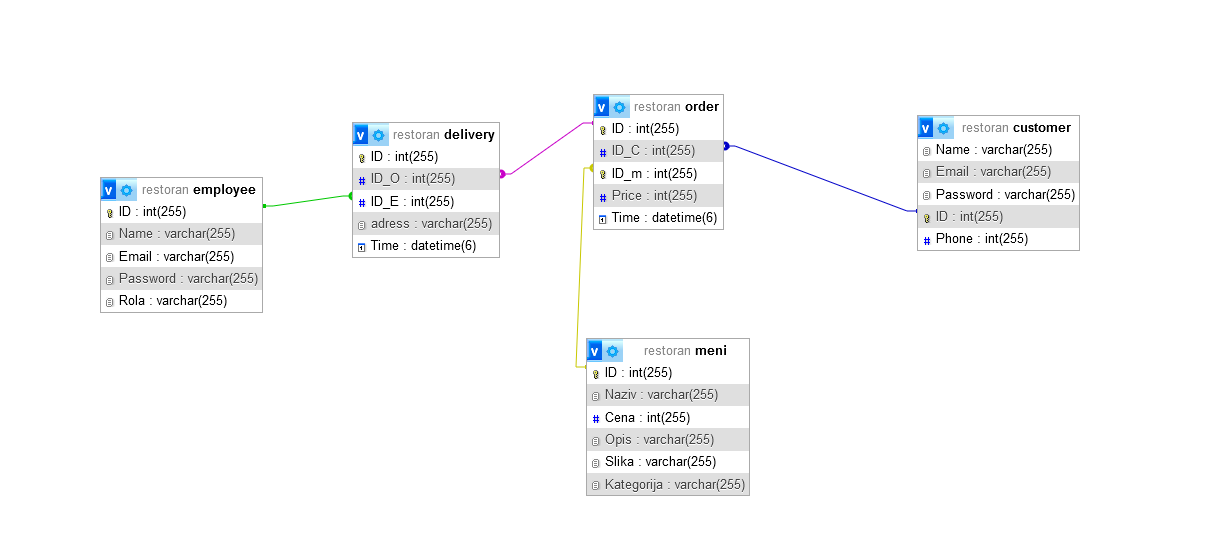 v restoran employee
ID : int(255)
Name : varchar(255)
Email : varchar(255)
Password : varchar(255)
Rola : varchar(255)
v restoran delivery
ID : int(255)
# ID_O : int(255)
# ID_E : int(255)
adress : varchar(255)
Time : datetime(6)
v restoran order
ID : int(255)
# ID_C : int(255)
ID_m : int(255)
# Price : int(255)
Time : datetime(6)
v restoran customer
Name : varchar(255)
Email : varchar(255)
Password : varchar(255)
ID : int(255)
# Phone : int(255)
v restoran meni
ID : int(255)
Naziv : varchar(255)
# Cena : int(255)
Opis : varchar(255)
Slika : varchar(255)
Kategorija : varchar(255)